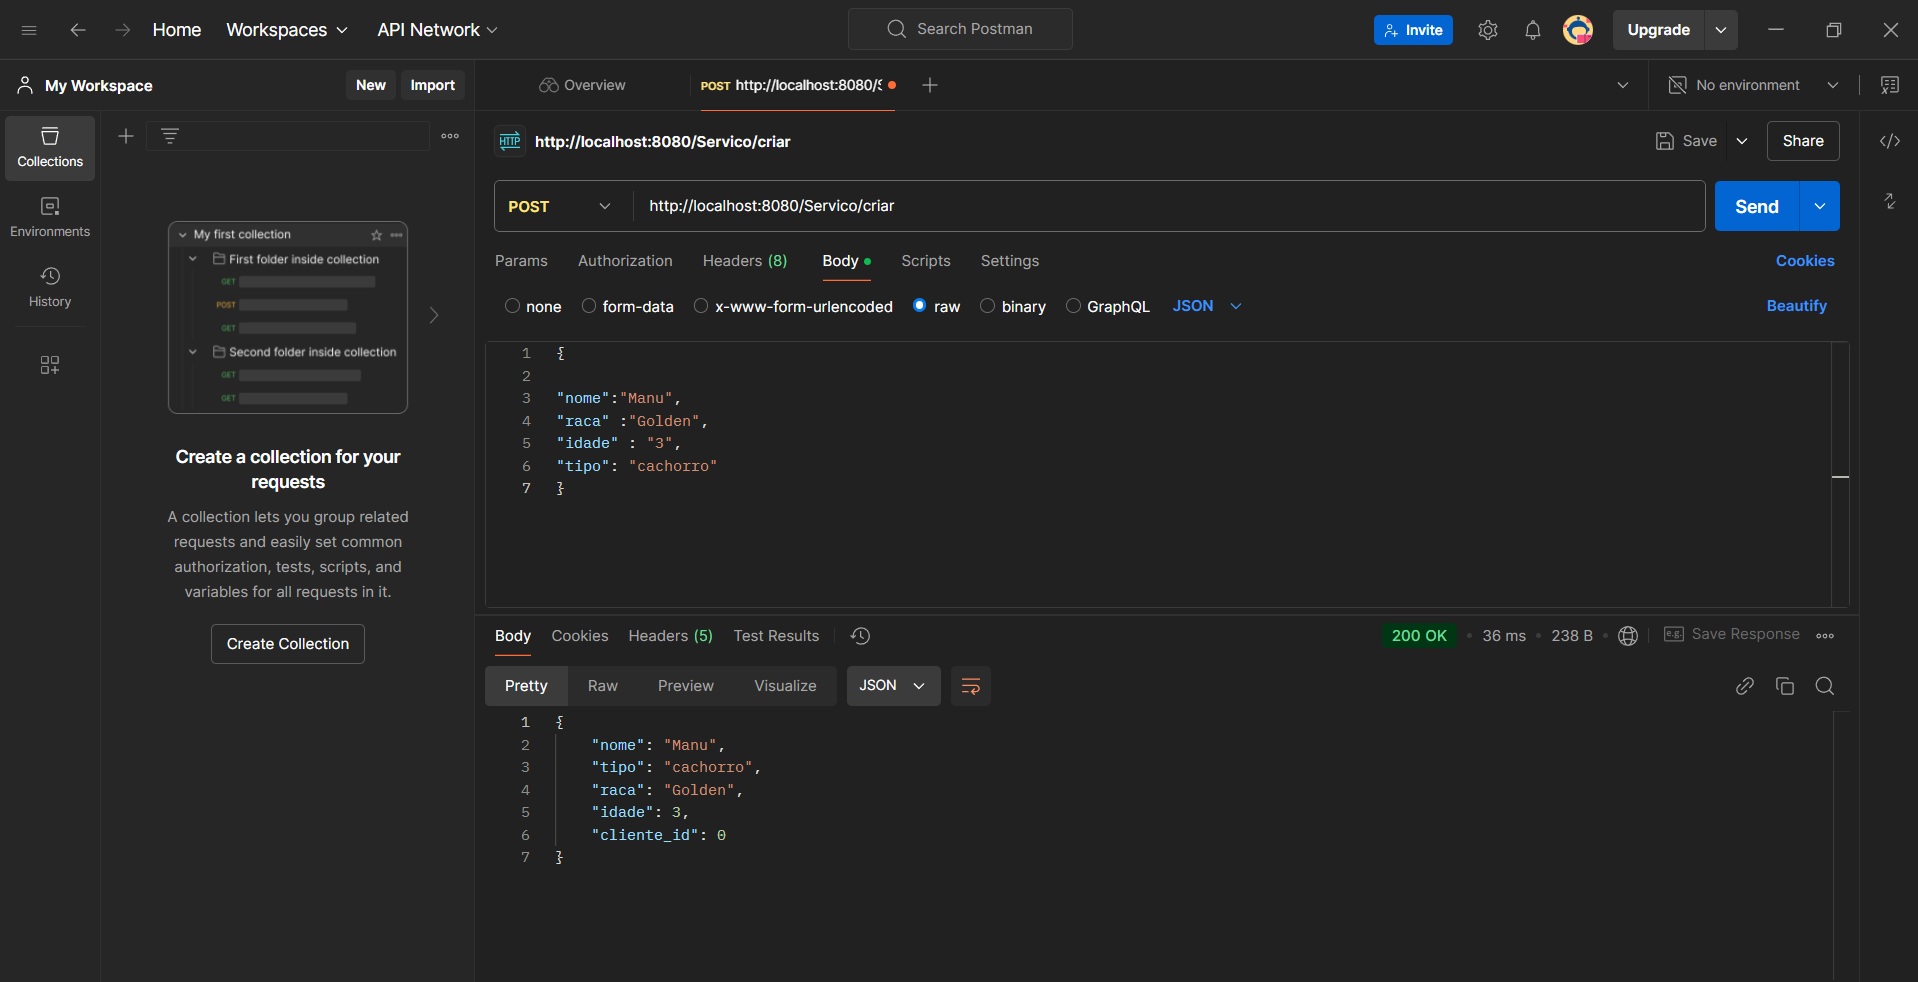 Home Workspaces API Network Search Postman Invite Upgrade
My Workspace New Import Overview POST http://localhost:8080/S No environment
Collections
Environments
History
My first collection
First folder inside collection
GET
POST
GET
Second folder inside collection
GET
GET
Create a collection for your
requests
A collection lets you group related
requests and easily set common
authorization, tests, scripts, and
variables for all requests in it.
Create Collection
HTTP http://localhost:8080/Servico/criar Save Share
POST http://localhost:8080/Servico/criar Send
Params Authorization Headers (8) Body Scripts Settings Cookies
none form-data x-www-form-urlencoded raw binary GraphQL JSON Beautify
1 {
2
3 "nome":"Manu",
4 "raca" :"Golden",
5 "idade" : "3",
6 "tipo": "cachorro"
7 }
Body Cookies Headers (5) Test Results 200 OK 36 ms 238 B e.g. Save Response
Pretty Raw Preview Visualize JSON
1 {
2 "nome": "Manu",
3 "tipo": "cachorro",
4 "raca": "Golden",
5 "idade": 3,
6 "cliente_id": 0
7 }